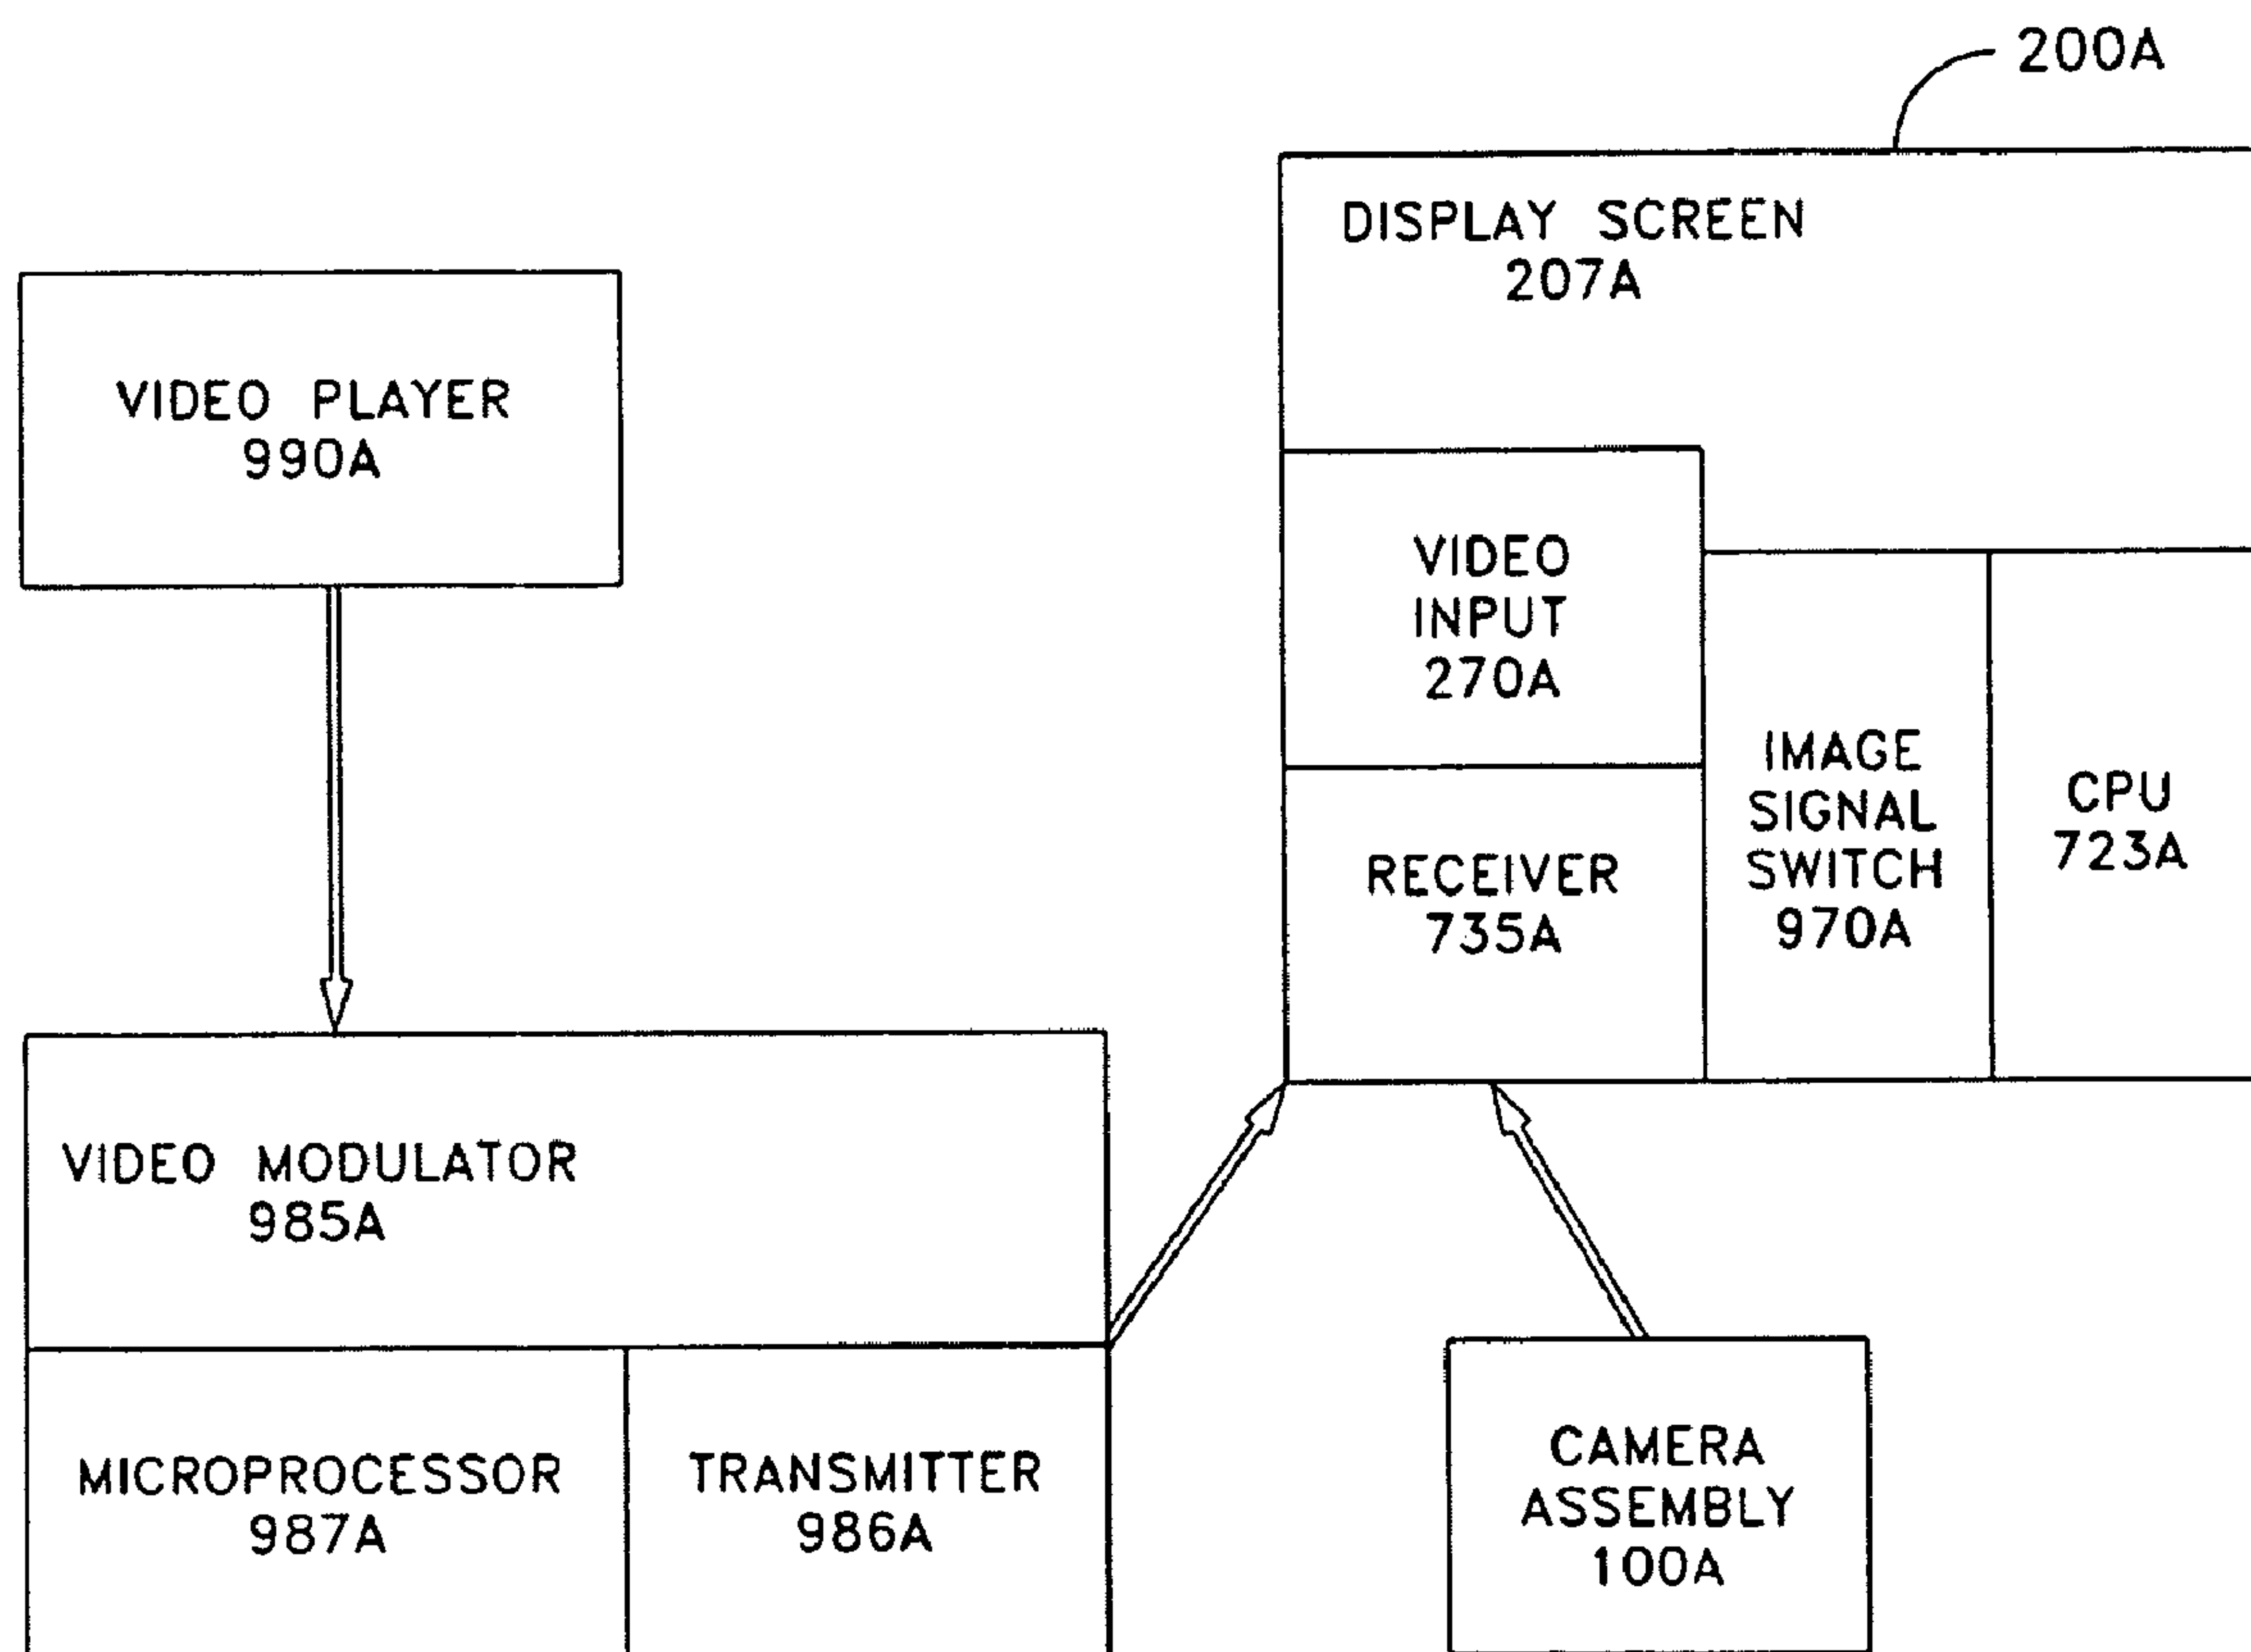 200A
DISPLAY SCREEN
207A
VIDEO PLAYER
990A
VIDEO
INPUT
270A
IMAGE
SIGNAL
SWITCH
970A
CPU
723A
RECEIVER
735A
VIDEO MODULATOR
985A
MICROPROCESSOR
987A
TRANSMITTER
986A
CAMERA
ASSEMBLY
100A